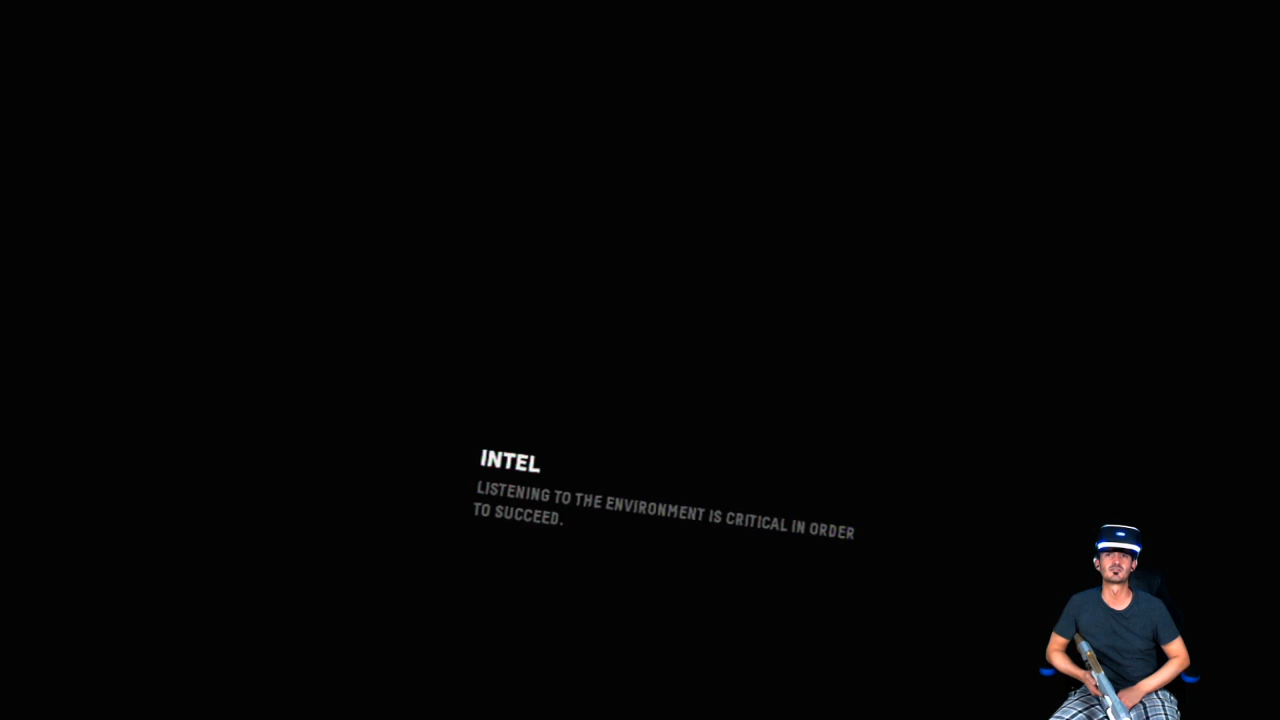 INTEL
LISTENING TO THE ENVIRONMENT IS CRITICAL IN ORDER
TO SUCCEED.